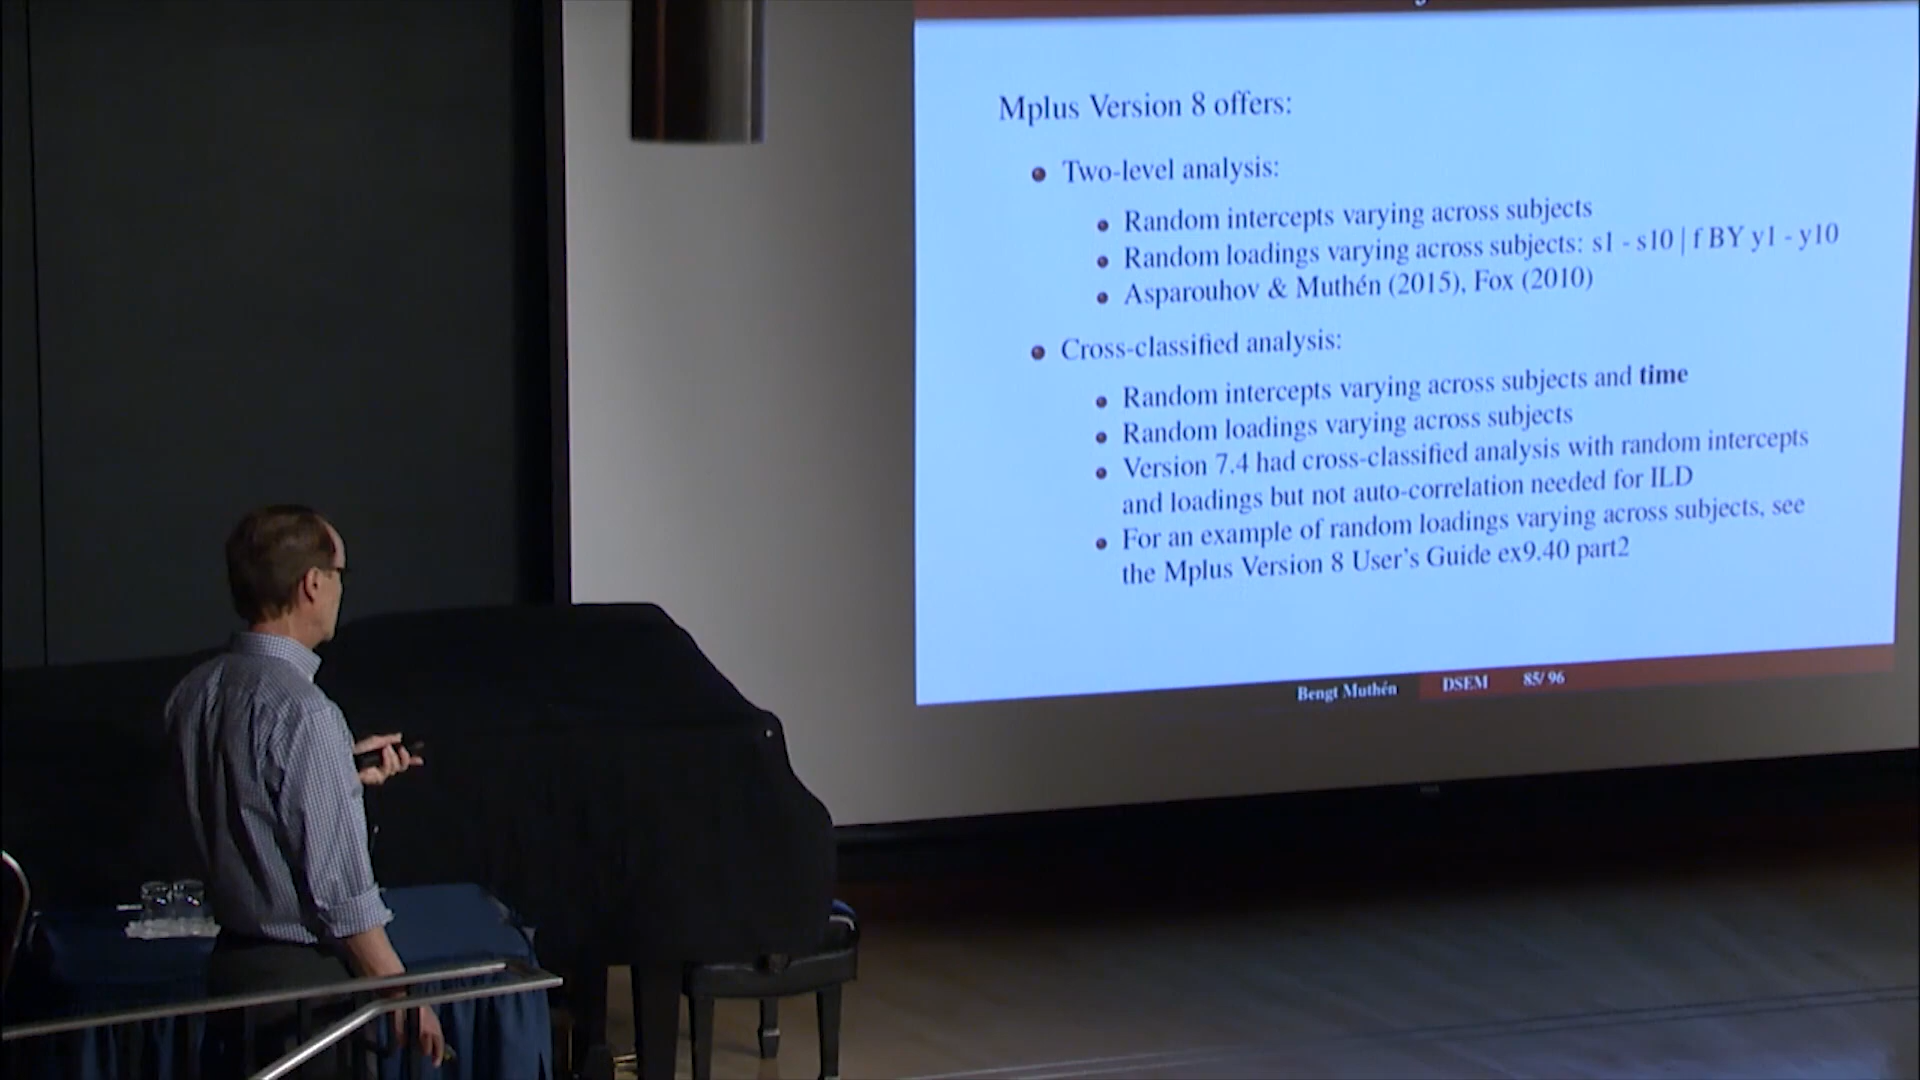 Mplus Version 8 offers:
Two-level analysis:
Random intercepts varying across subjects
Random loadings varying across subjects: s1 - s10 | f BY y1 - y10
Asparouhov & Muthén (2015), Fox (2010)
Cross-classified analysis:
Random intercepts varying across subjects and time
Random loadings varying across subjects
Version 7.4 had cross-classified analysis with random intercepts
and loadings but not auto-correlation needed for ILD
For an example of random loadings varying across subjects, see
the Mplus Version 8 User's Guide ex9.40 part2
Bengt Muthén DSEM 85/ 96